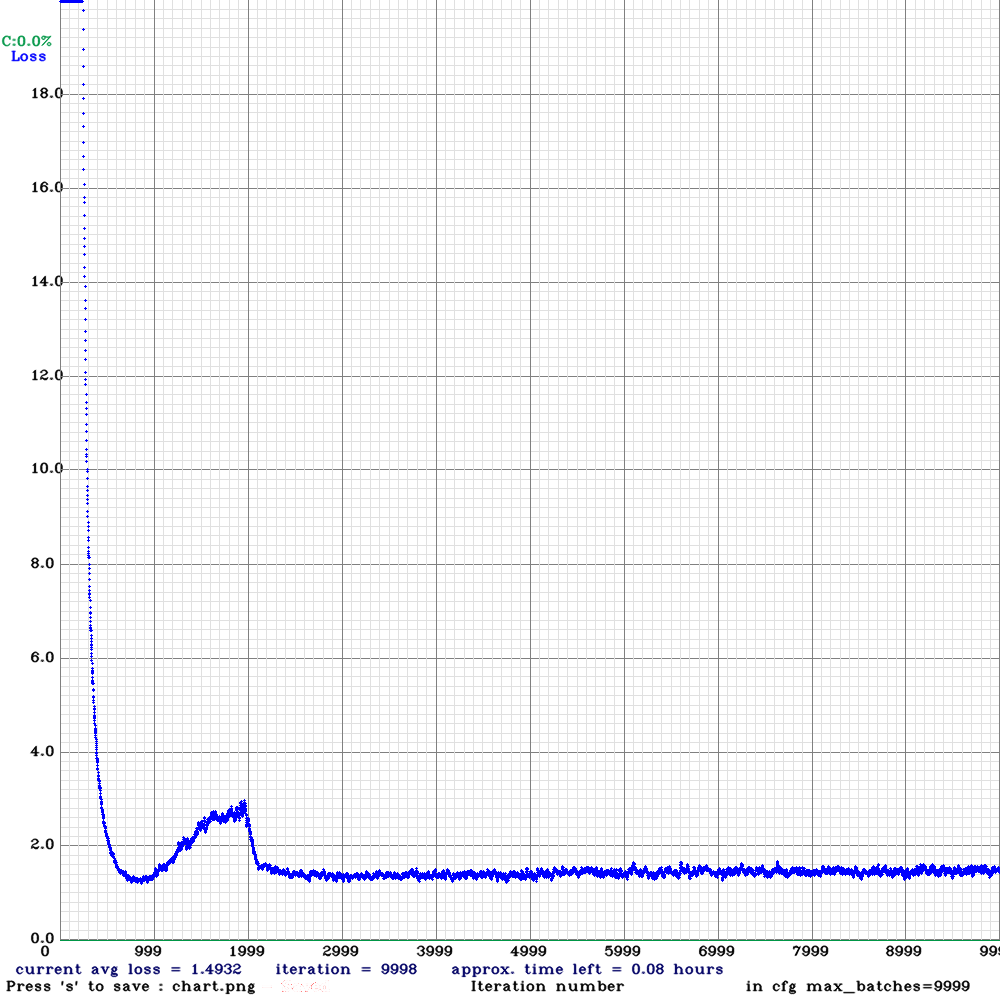 C:0.0%
Loss
18.0
16.0
14.0
12.0
10.0
8.0
6.0
4.0
2.0
0.0
0 999 1999 2999 3999 4999 5999 6999 7999 8999 999
current avg loss = 1.4932 iteration = 9998 approx. time left = 0.08 hours
Press 's' to save : chart.png - Iteration number in cfg max_batches=9999